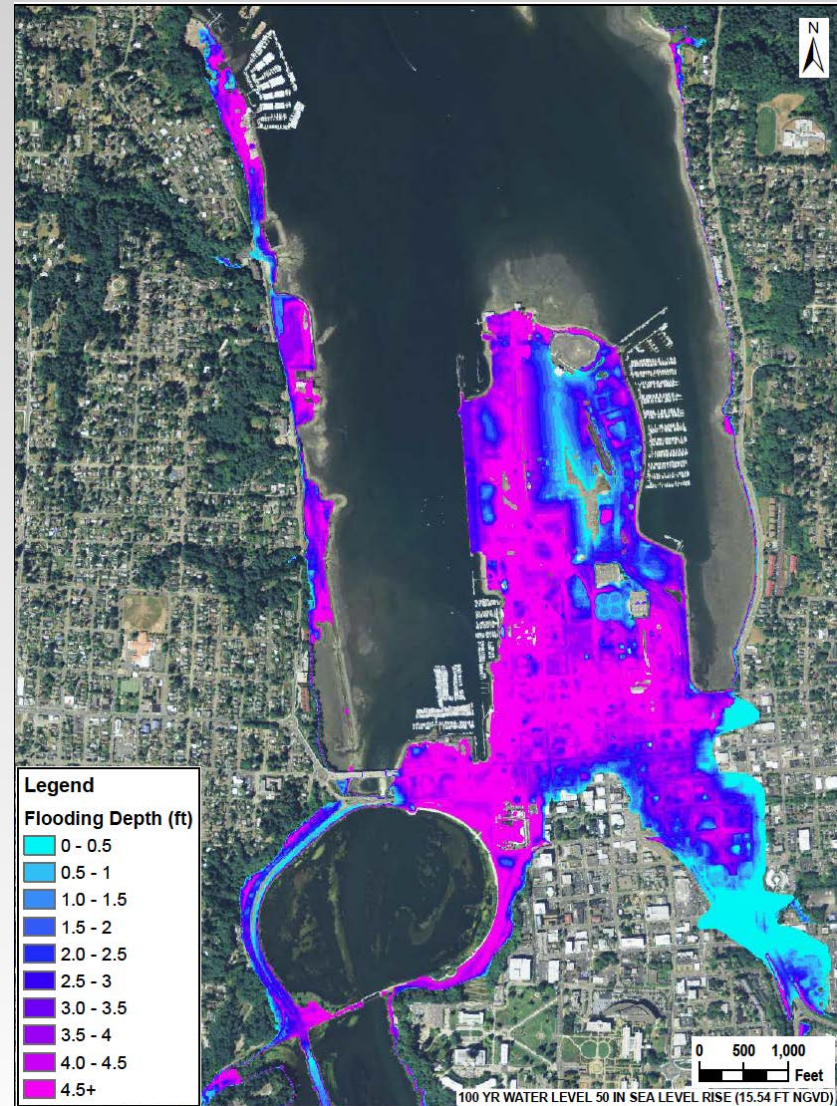 N
Legend
Flooding Depth (ft)
0 - 0.5
0.5 - 1
1.0 - 1.5
1.5 - 2
2.0 - 2.5
2.5 - 3
3.0 - 3.5
3.5 - 4
4.0 - 4.5
4.5+
0 500 1,000
Feet
100 YR WATER LEVEL 50 IN SEA LEVEL RISE (15.54 FT NGVD)